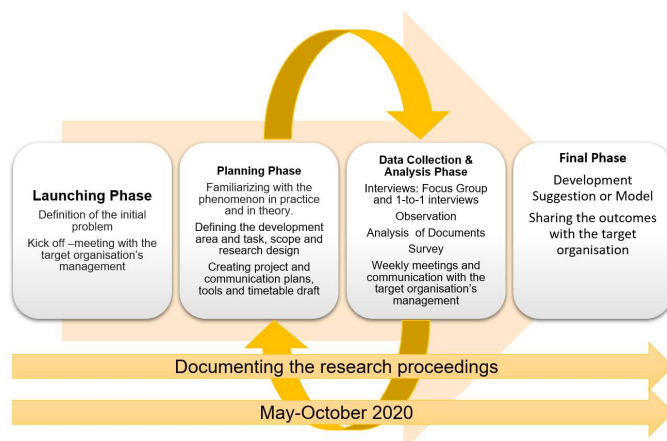 Launching Phase
Definition of the initial
problem
Kick off –meeting with the
target organisation's
management
Planning Phase
Familiarizing with the
phenomenon in practice
and in theory.
Defining the development
area and task, scope and
research design
Creating project and
communication plans,
tools and timetable draft
Data Collection &
Analysis Phase
Interviews: Focus Group
and 1-to-1 interviews
Observation
Analysis of Documents
Survey
Weekly meetings and
communication with the
target organisation's
management
Final Phase
Development
Suggestion or Model
Sharing the outcomes
with the target
organisation
Documenting the research proceedings
May-October 2020